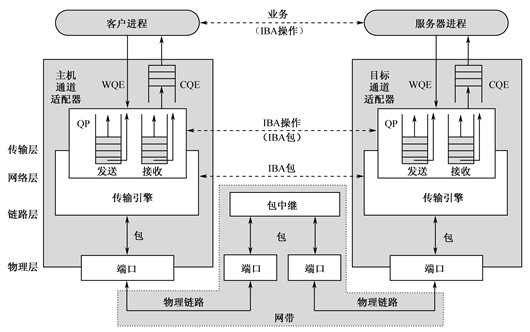 客户进程
业务
（IBA操作）
服务器进程
主机
通道
适配器
WQE
CQE
目标
通道
适配器
WQE
CQE
QP
发送
接收
IBA操作
（IBA包）
QP
发送
接收
传输层
网络层
链路层
物理层
IBA包
传输引擎
传输引擎
包中继
包
包
包
端口
端口
端口
端口
物理链路
物理链路
网带